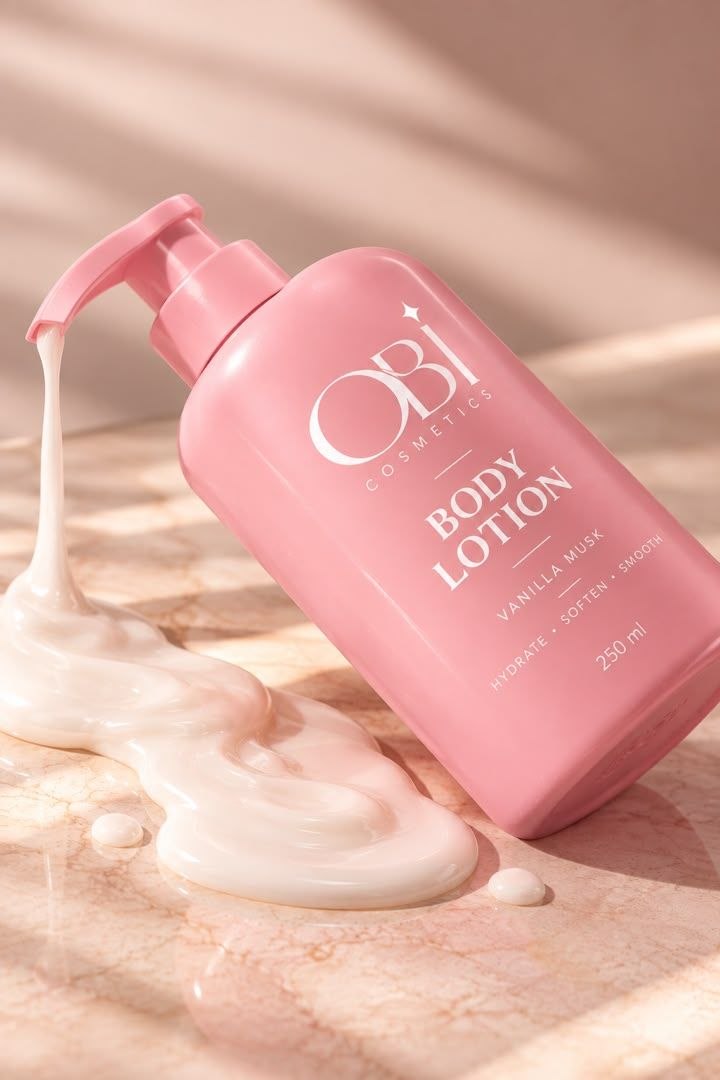 OBi
COSMETICS
BODY
LOTION
VANILLA MUSK
HYDRATE • SOFTEN • SMOOTH
250 ml